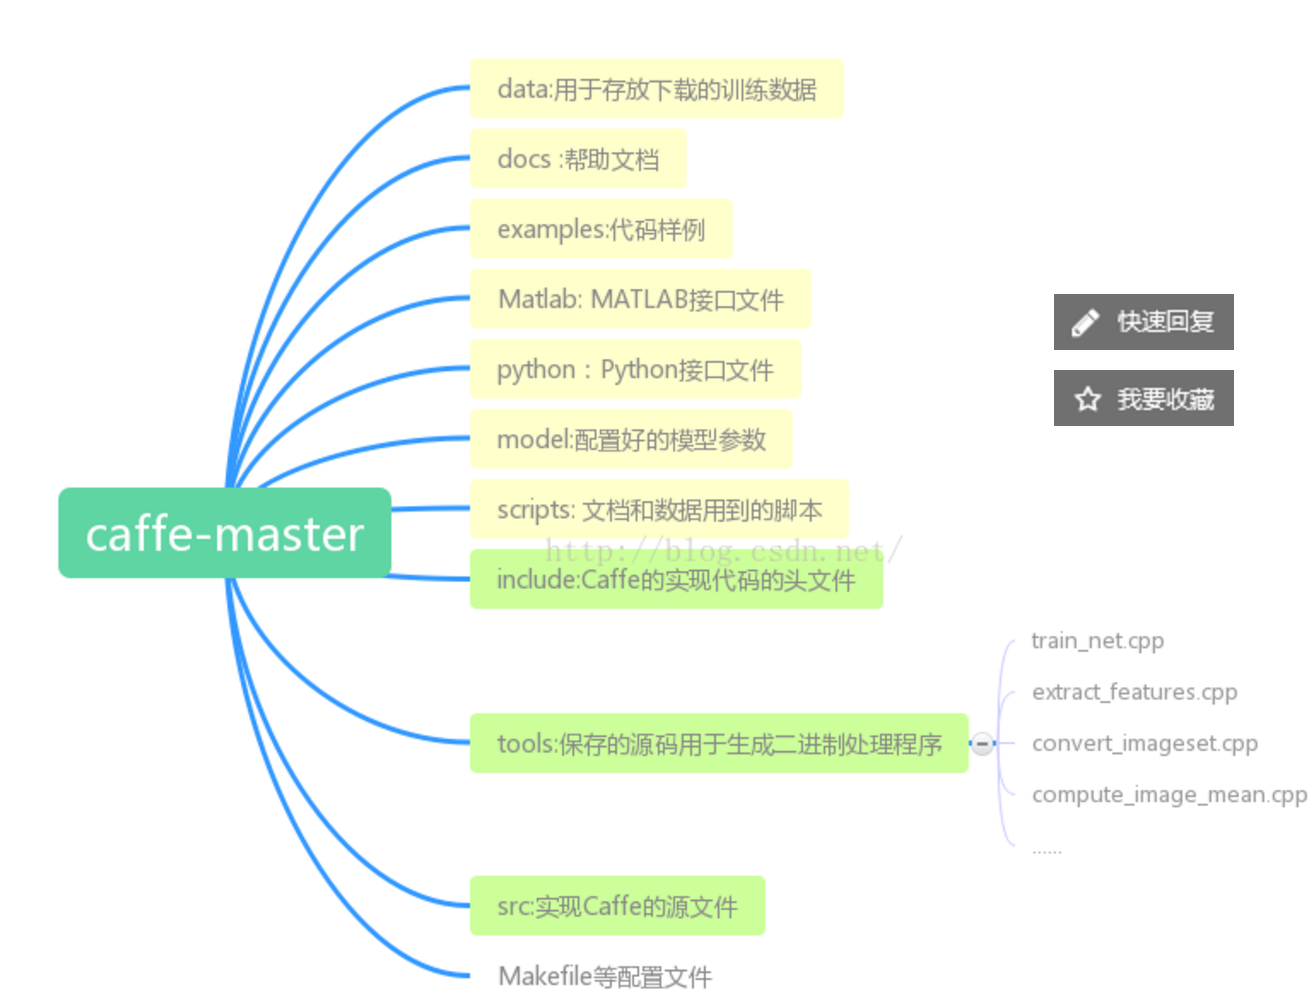 data:用于存放下载的训练数据
docs :帮助文档
examples:代码样例
Matlab: MATLAB接口文件
快速回复
python：Python接口文件
我要收藏
model:配置好的模型参数
scripts: 文档和数据用到的脚本
caffe-master
http://blog.csdn.net/
include:Caffe的实现代码的头文件
train_net.cpp
extract_features.cpp
tools:保存的源码用于生成二进制处理程序
convert_imageset.cpp
compute_image_mean.cpp
......
src:实现Caffe的源文件
Makefile等配置文件